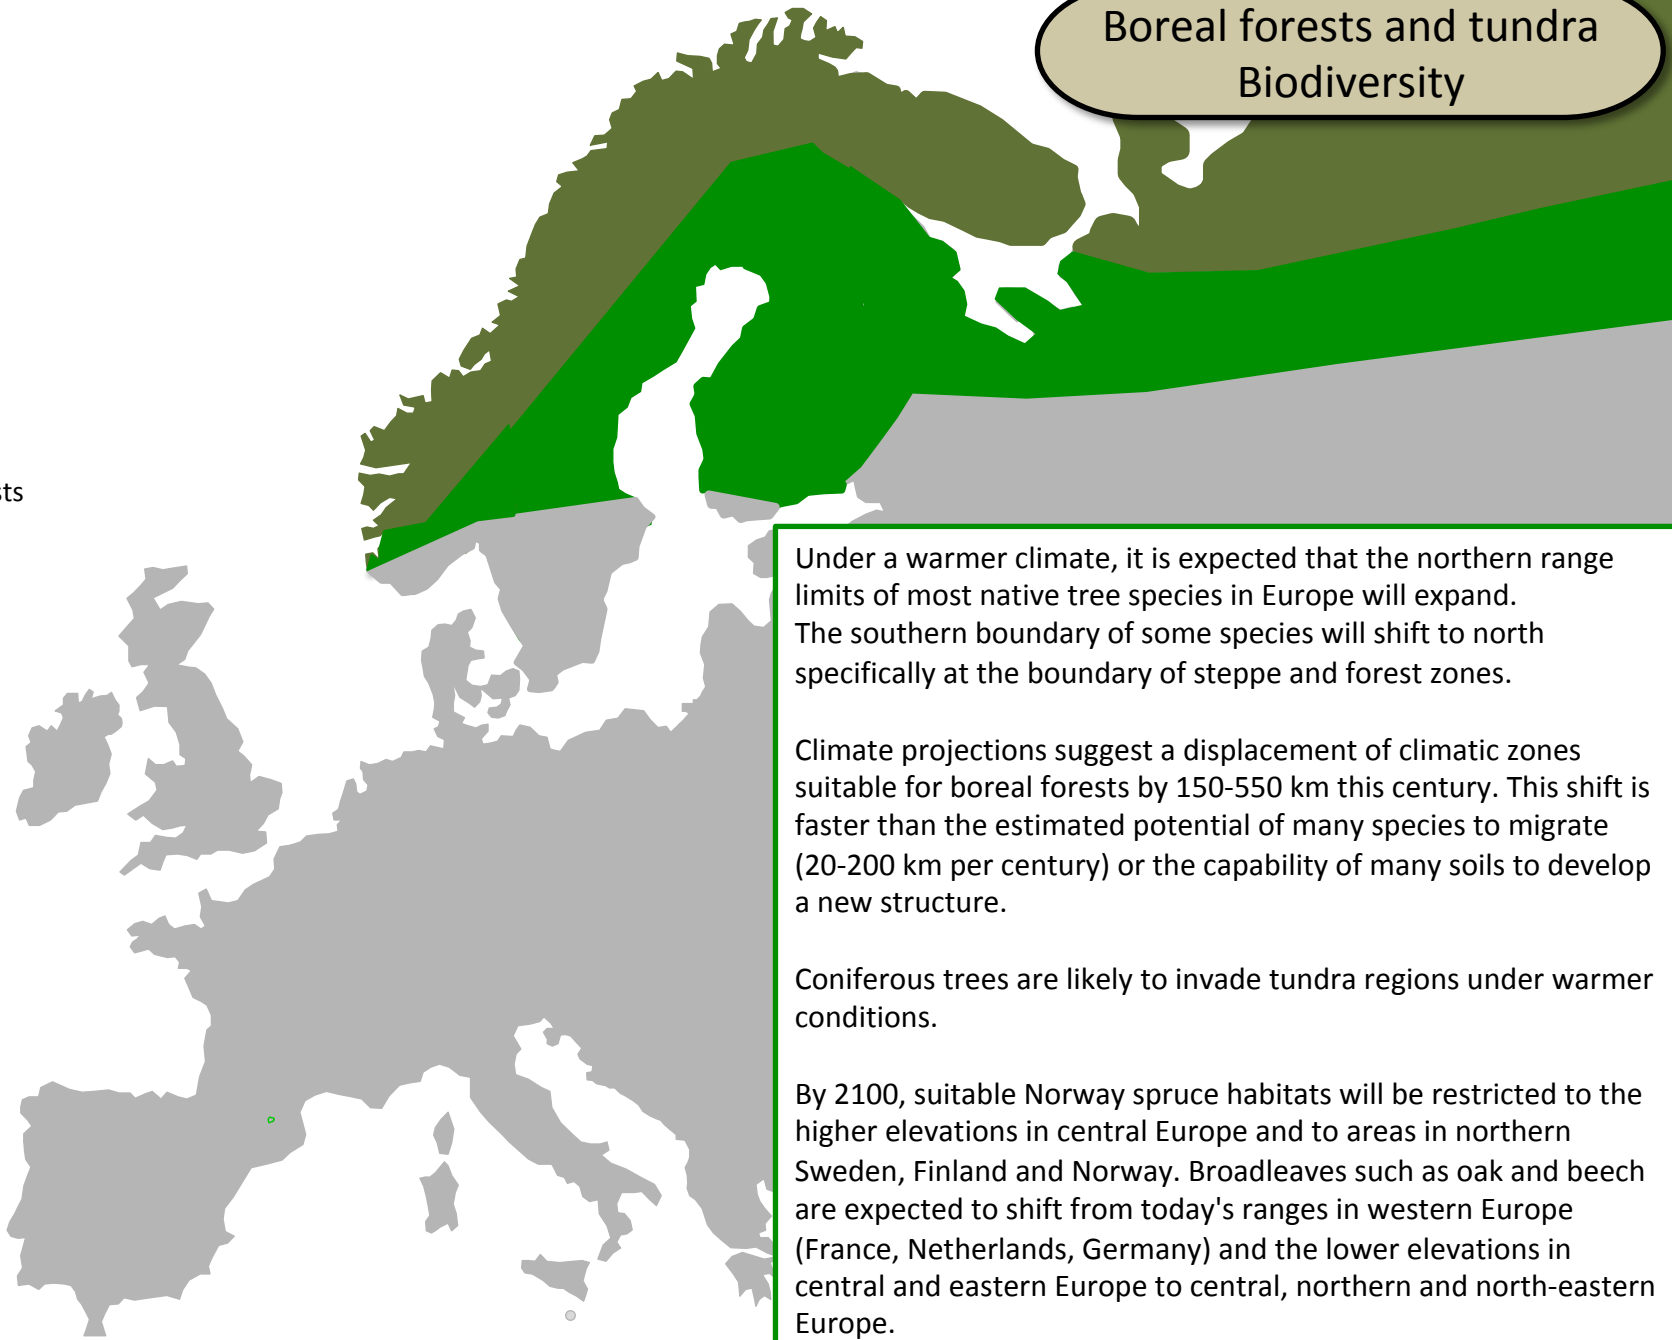 Boreal forests and tundra
Biodiversity
sts
Under a warmer climate, it is expected that the northern range
limits of most native tree species in Europe will expand.
The southern boundary of some species will shift to north
specifically at the boundary of steppe and forest zones.
Climate projections suggest a displacement of climatic zones
suitable for boreal forests by 150-550 km this century. This shift is
faster than the estimated potential of many species to migrate
(20-200 km per century) or the capability of many soils to develop
a new structure.
Coniferous trees are likely to invade tundra regions under warmer
conditions.
By 2100, suitable Norway spruce habitats will be restricted to the
higher elevations in central Europe and to areas in northern
Sweden, Finland and Norway. Broadleaves such as oak and beech
are expected to shift from today's ranges in western Europe
(France, Netherlands, Germany) and the lower elevations in
central and eastern Europe to central, northern and north-eastern
Europe.